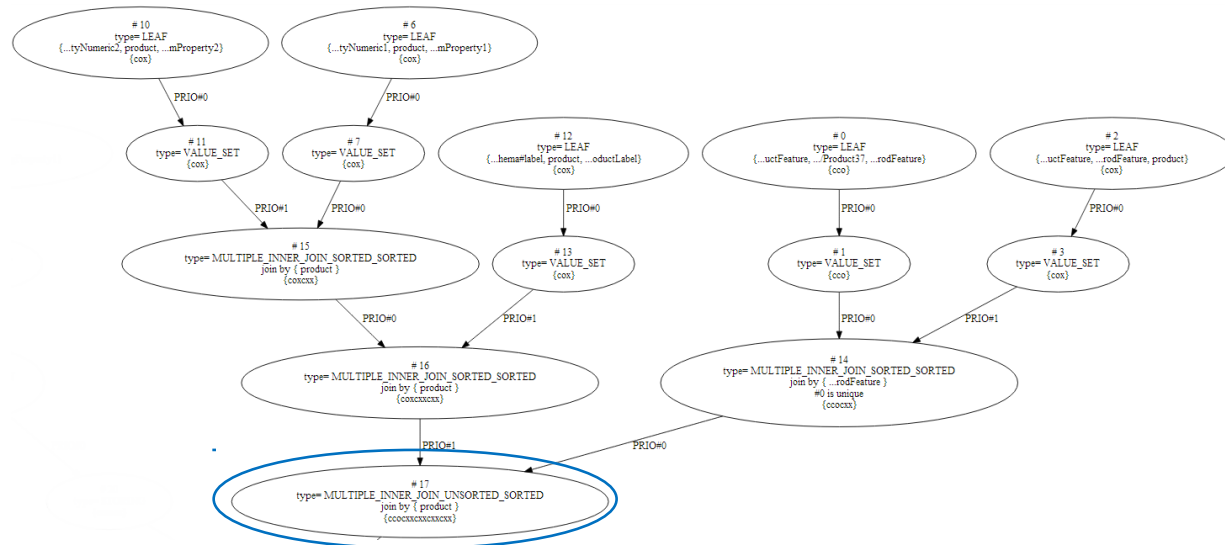 # 10
type= LEAF
{...tyNumeric2, product, ...mProperty2}
{cox}
# 6
type= LEAF
{...tyNumeric1, product, ...mProperty1}
{cox}
PRIO#0
PRIO#0
# 11
type= VALUE_SET
{cox}
# 7
type= VALUE_SET
{cox}
# 12
type= LEAF
{...hema#label, product, ...oductLabel}
{cox}
# 0
type= LEAF
{...uctFeature, .../Product37, ...rodFeature}
{cco}
# 2
type= LEAF
{...uctFeature, ...rodFeature, product}
{cox}
PRIO#1
PRIO#0
PRIO#0
PRIO#0
PRIO#0
# 15
type= MULTIPLE_INNER_JOIN_SORTED_SORTED
join by { product }
{coxcxx}
# 13
type= VALUE_SET
{cox}
# 1
type= VALUE_SET
{cco}
# 3
type= VALUE_SET
{cox}
PRIO#0
PRIO#1
PRIO#0
PRIO#1
# 16
type= MULTIPLE_INNER_JOIN_SORTED_SORTED
join by { product }
{coxcxxcxx}
# 14
type= MULTIPLE_INNER_JOIN_SORTED_SORTED
join by { ...rodFeature }
#0 is unique
{ccocxx}
PRIO#1
PRIO#0
# 17
type= MULTIPLE_INNER_JOIN_UNSORTED_SORTED
join by { product }
{ccocxxcxxcxxcxx}